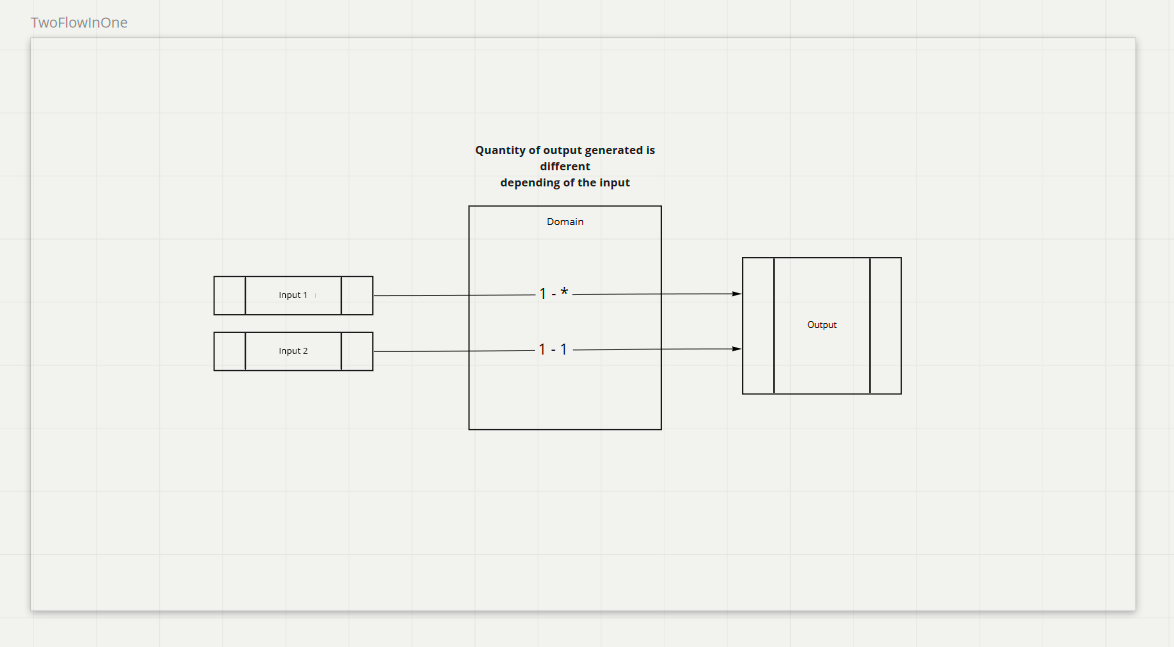 TwoFlowInOne
Quantity of output generated is
different
depending of the input
Domain
Input 1
1 - *
Output
Input 2
1 - 1